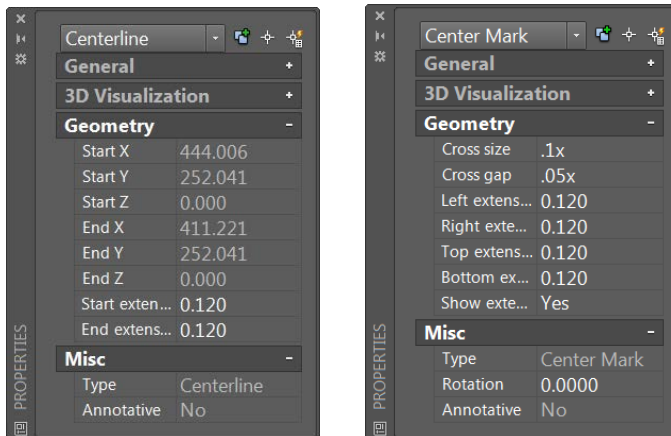 Centerline
General
3D Visualization
Geometry
Start X 444.006
Start Y 252.041
Start Z 0.000
End X 411.221
End Y 252.041
End Z 0.000
Start exten... 0.120
End extens... 0.120
Misc
Type Centerline
Annotative No
PROPERTIES
Center Mark
General
3D Visualization
Geometry
Cross size .1x
Cross gap .05x
Left extens... 0.120
Right exte... 0.120
Top extens... 0.120
Bottom ex... 0.120
Show exte... Yes
Misc
Type Center Mark
Rotation 0.0000
Annotative No
PROPERTIES